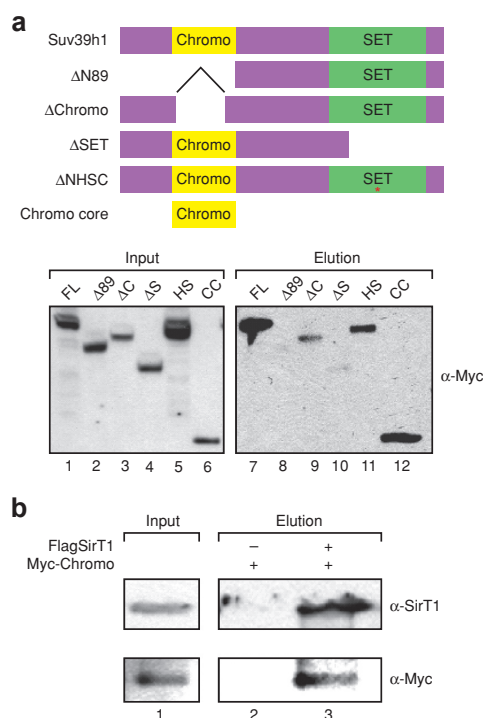 a
Suv39h1 Chromo SET
ΔN89 SET
ΔChromo SET
ΔSET Chromo
ΔNHSC Chromo SET
*
Chromo core Chromo
Input Elution
FL Δ89 ΔC ΔS HS CC FL Δ89 ΔC ΔS HS CC
α-Myc
1 2 3 4 5 6 7 8 9 10 11 12
b
Input Elution
FlagSirT1 – +
Myc-Chromo + +
α-SirT1
α-Myc
1 2 3